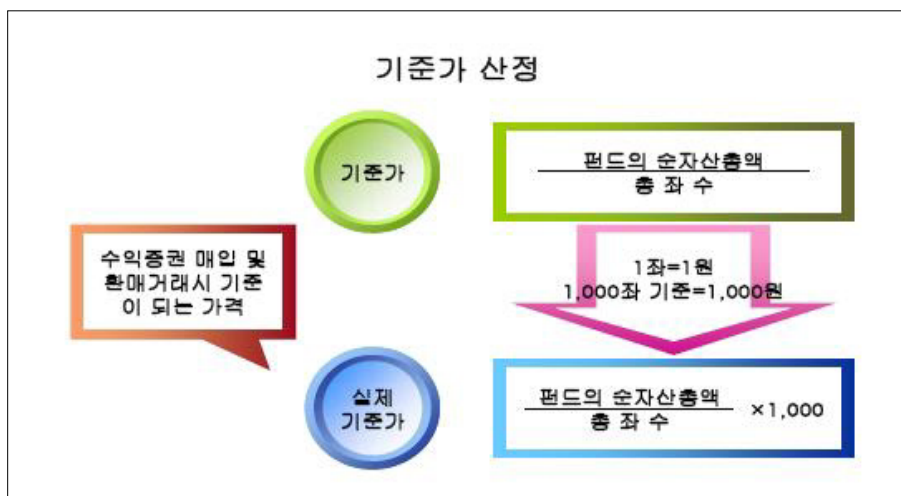 기준가 산정
기준가
펀드의 순자산총액
총 좌 수
수익증권 매입 및
환매거래시 기준
이 되는 가격
1좌=1원
1,000좌 기준=1,000원
실제
기준가
펀드의 순자산총액
총 좌 수
×1,000